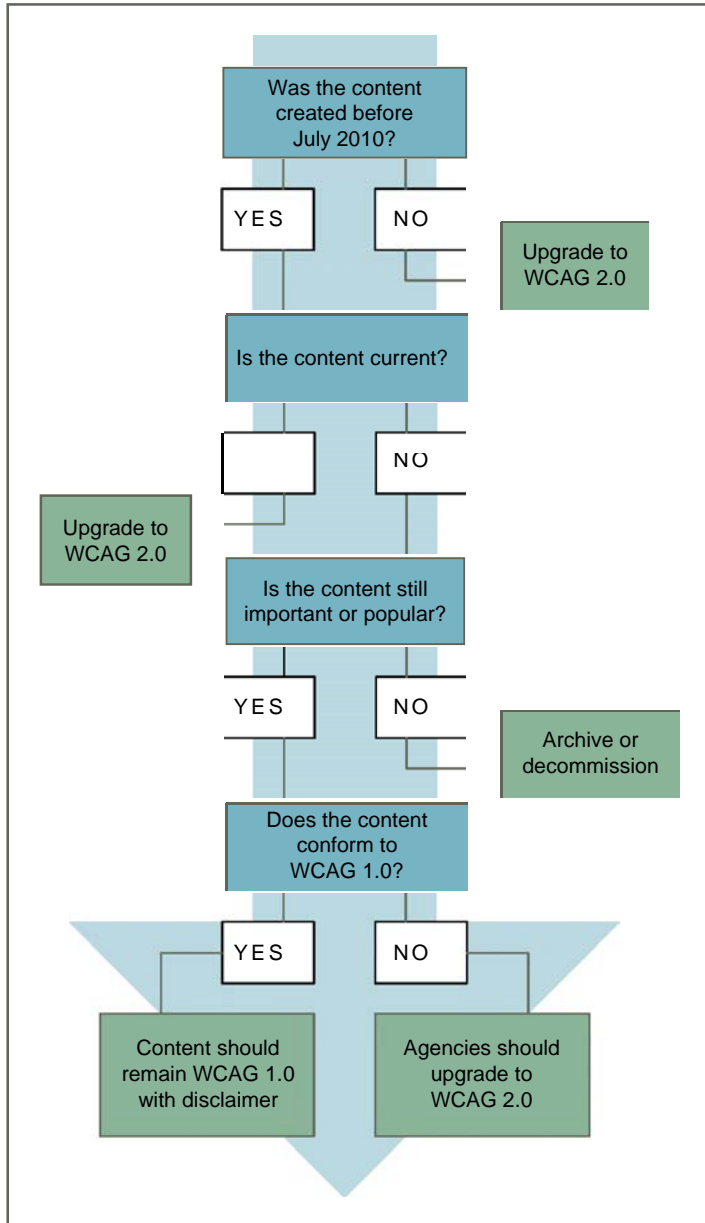 Was the content
created before
July 2010?
YES
NO
Upgrade to
WCAG 2.0
Is the content current?
NO
Upgrade to
WCAG 2.0
Is the content still
important or popular?
YES
NO
Archive or
decommission
Does the content
conform to
WCAG 1.0?
YES
NO
Content should
remain WCAG 1.0
with disclaimer
Agencies should
upgrade to
WCAG 2.0